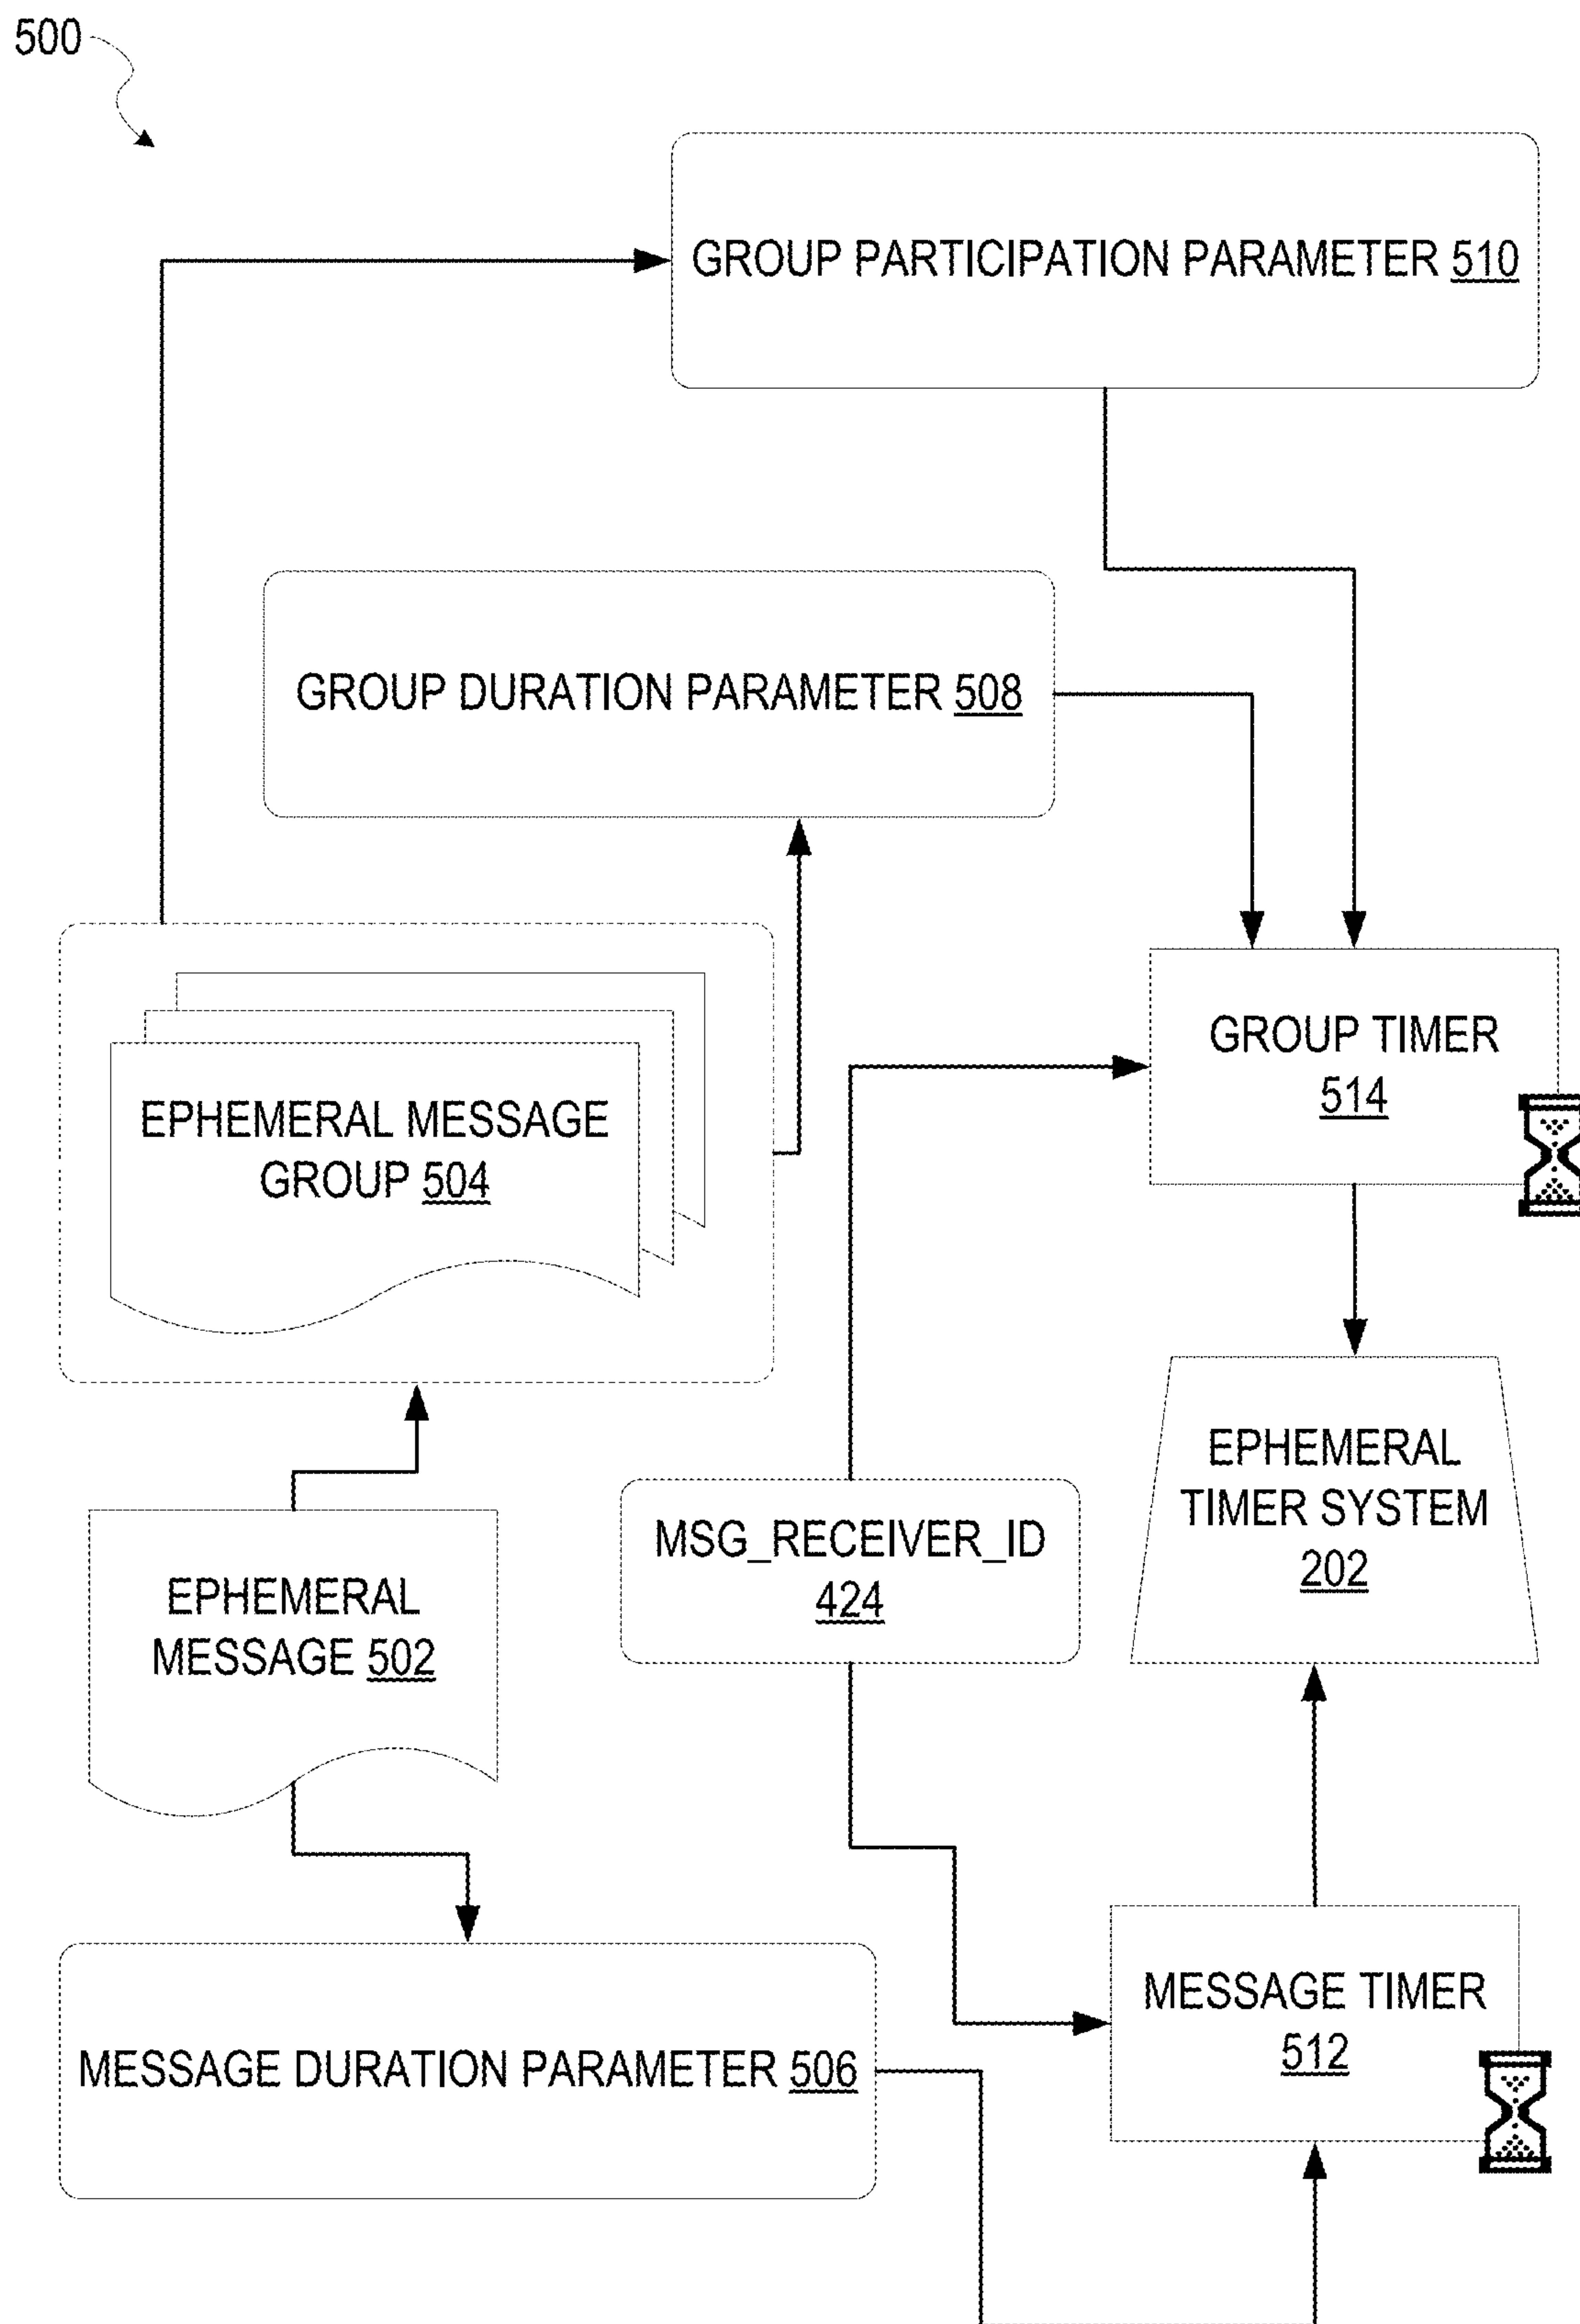 500
GROUP PARTICIPATION PARAMETER 510
GROUP DURATION PARAMETER 508
EPHEMERAL MESSAGE
GROUP 504
GROUP TIMER
514
EPHEMERAL
TIMER SYSTEM
202
MSG_RECEIVER_ID
424
EPHEMERAL
MESSAGE 502
MESSAGE TIMER
512
MESSAGE DURATION PARAMETER 506